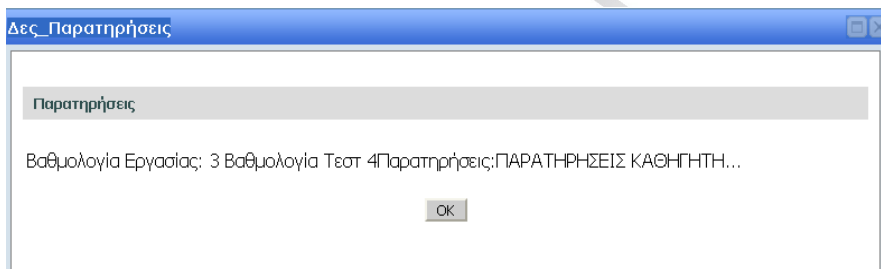 Δες_Παρατηρήσεις
Παρατηρήσεις
Βαθμολογία Εργασίας: 3 Βαθμολογία Τεστ 4Παρατηρήσεις:ΠΑΡΑΤΗΡΗΣΕΙΣ ΚΑΘΗΓΗΤΗ...
OK